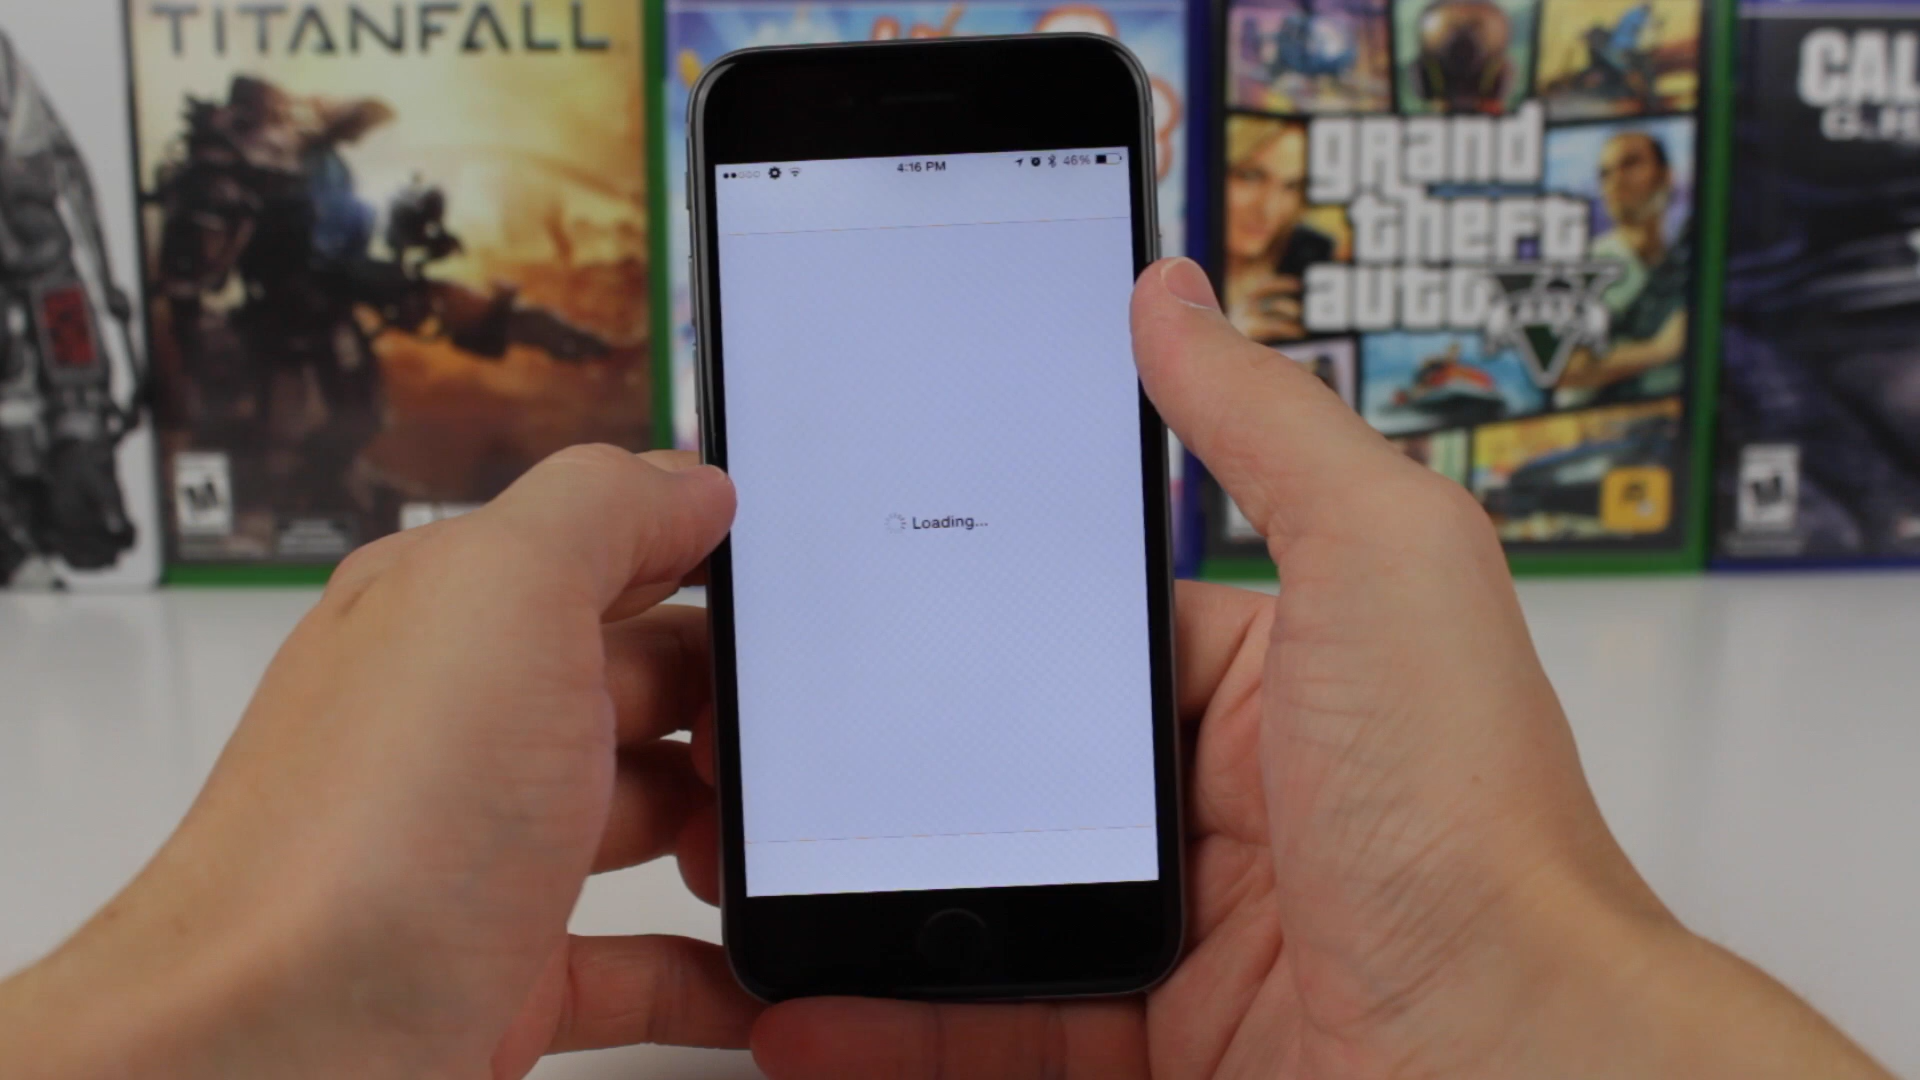 TITANFALL
4:16 PM
46%
Loading...
grand
theft
auto
V
CAL
G.H
M
M